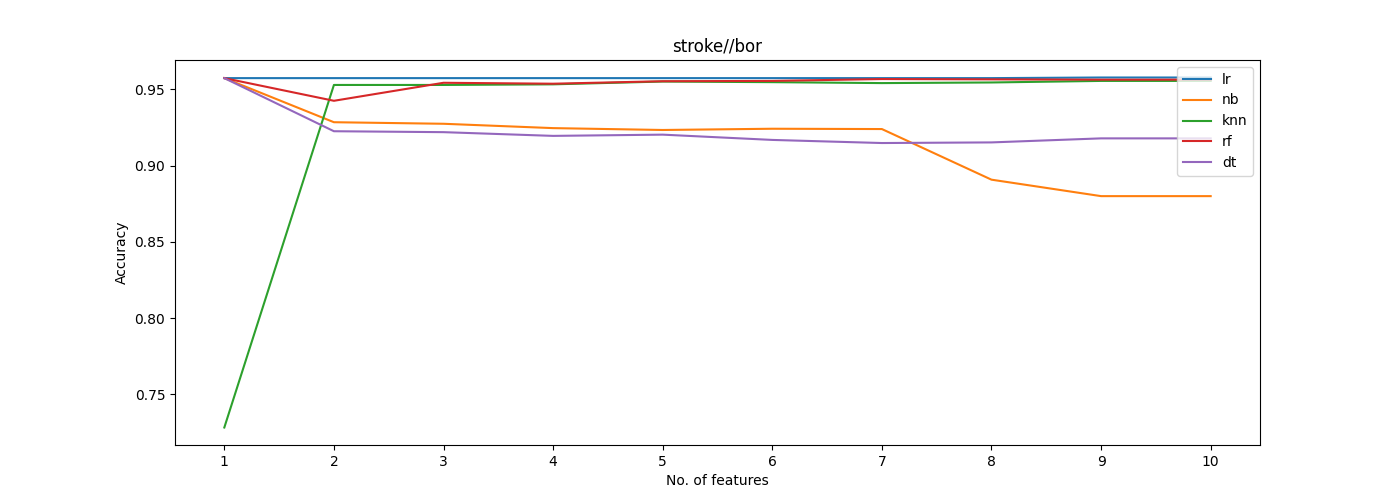 stroke//bor
Accuracy
0.95
0.90
0.85
0.80
0.75
lr
nb
knn
rf
dt
1 2 3 4 5 6 7 8 9 10
No. of features